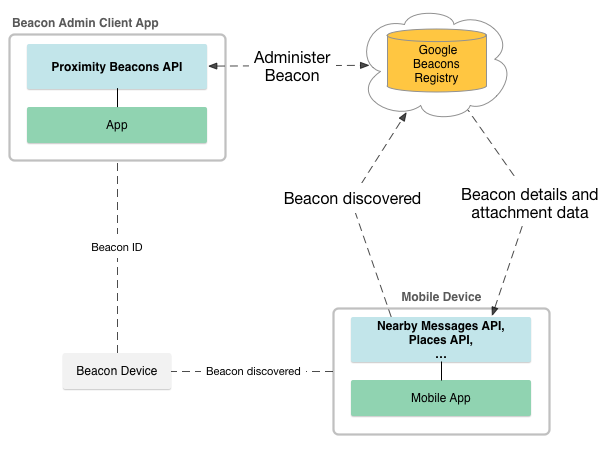 Beacon Admin Client App
Proximity Beacons API
App
Administer
Beacon
Google
Beacons
Registry
Beacon discovered
Beacon details and
attachment data
Beacon ID
Mobile Device
Nearby Messages API,
Places API,
...
Mobile App
Beacon Device
Beacon discovered